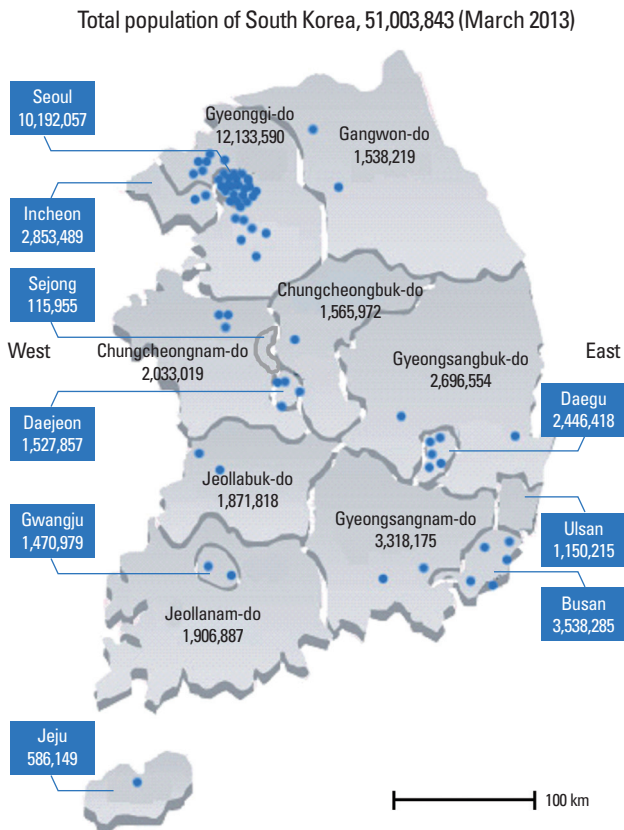 Total population of South Korea, 51,003,843 (March 2013)
Seoul
10,192,057
Gyeonggi-do
12,133,590
Gangwon-do
1,538,219
Incheon
2,853,489
Sejong
115,955
Chungcheongbuk-do
1,565,972
West
Chungcheongnam-do
2,033,019
Gyeongsangbuk-do
2,696,554
East
Daegu
2,446,418
Daejeon
1,527,857
Jeollabuk-do
1,871,818
Gwangju
1,470,979
Gyeongsangnam-do
3,318,175
Ulsan
1,150,215
Jeollanam-do
1,906,887
Busan
3,538,285
Jeju
586,149
100 km